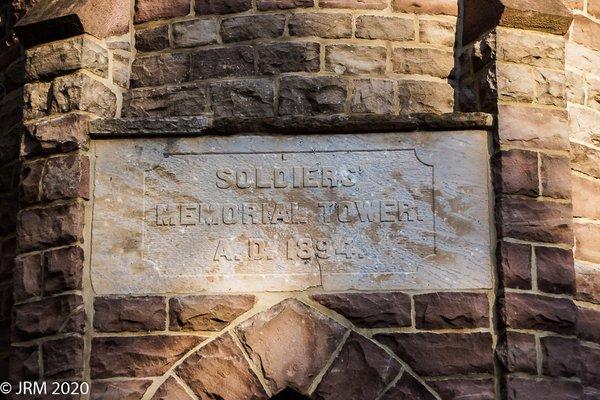 SOLDIERS'
MEMORIAL TOWER.
A. D. 1894.
© JRM 2020